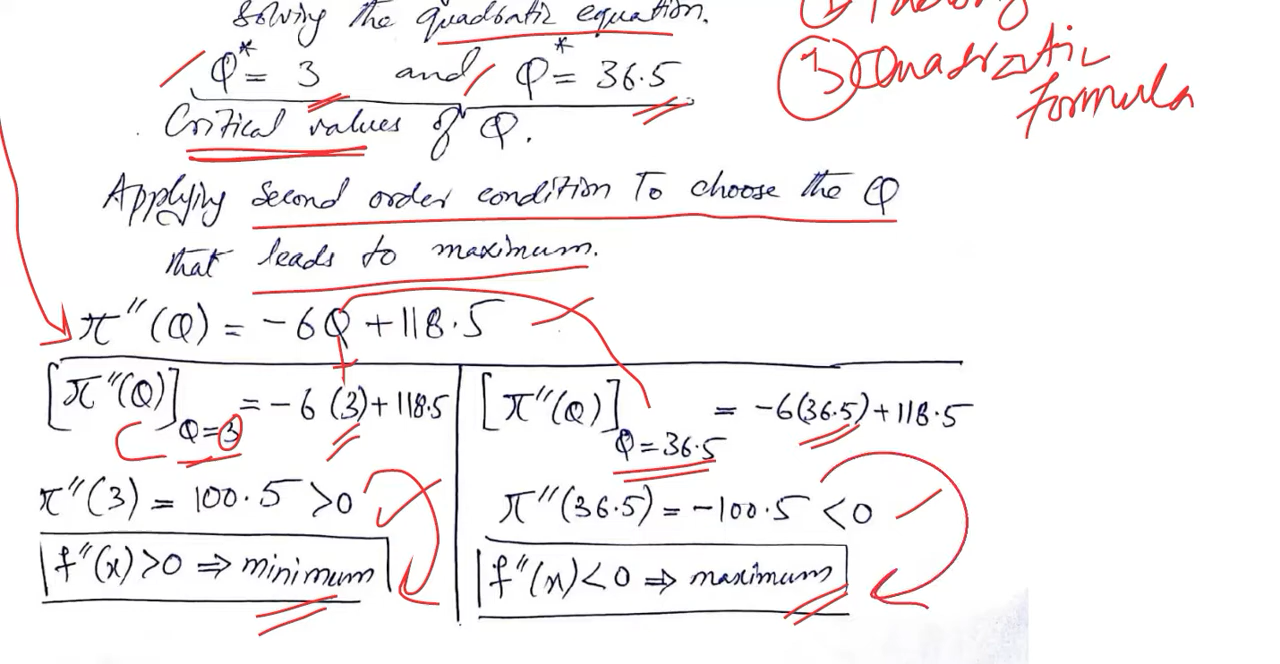 Solving the quadratic equation.
Q* = 3 and Q* = 36.5
Critical values of Q.
③ Quadratic
Formula
Applying second order condition To choose the Q
that leads to maximum.
π''(Q) = -6Q + 118.5
[π''(Q)] Q=3 = -6 (3) + 118.5
π''(3) = 100.5 > 0
f''(x) > 0 ⇒ minimum
[π''(Q)] Q=36.5 = -6(36.5) + 118.5
π''(36.5) = -100.5 < 0
f''(x) < 0 ⇒ maximum